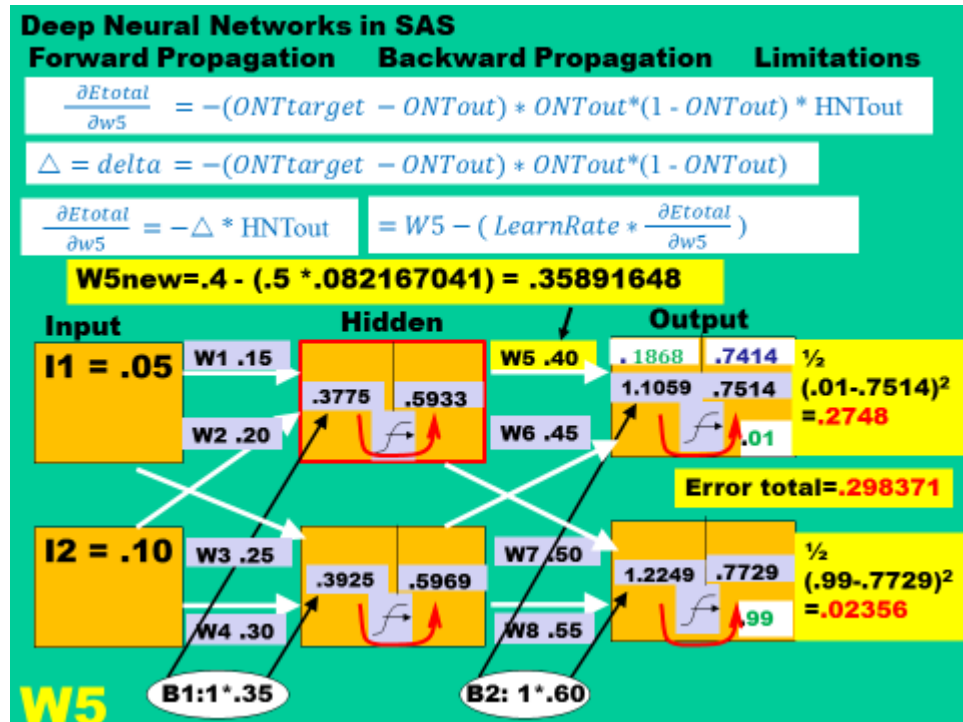 Deep Neural Networks in SAS
Forward Propagation Backward Propagation Limitations
∂Etotal/∂w5 = −(ONTtarget − ONTout) ∗ ONTout*(1 - ONTout) * HNTout
△ = delta = −(ONTtarget − ONTout) ∗ ONTout*(1 - ONTout)
∂Etotal/∂w5 = −△ * HNTout
= W5 − ( LearnRate ∗ ∂Etotal/∂w5 )
W5new=.4 - (.5 *.082167041) = .35891648
Input Hidden Output
I1 = .05
W1 .15
W2 .20
.3775 .5933
W5 .40
W6 .45
.1868 .7414
1.1059 .7514
.01
½
(.01-.7514)²
=.2748
Error total=.298371
I2 = .10
W3 .25
W4 .30
.3925 .5969
W7 .50
W8 .55
1.2249 .7729
.99
½
(.99-.7729)²
=.02356
B1:1*.35
B2: 1*.60
W5